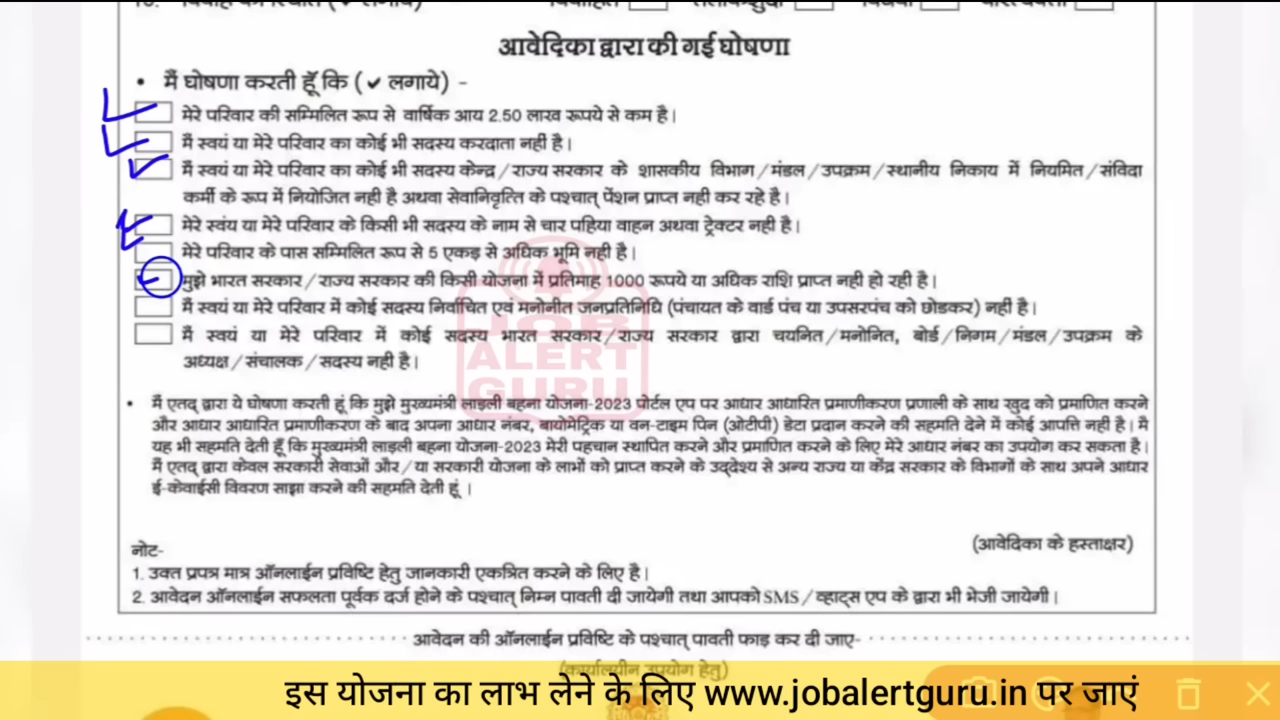 आवेदिका द्वारा की गई घोषणा
• मैं घोषणा करती हूँ कि (✓ लगाये) -
मेरे परिवार की सम्मिलित रूप से वार्षिक आय 2.50 लाख रूपये से कम है।
मैं स्वयं या मेरे परिवार का कोई भी सदस्य करदाता नही है।
मैं स्वयं या मेरे परिवार का कोई भी सदस्य केन्द्र/राज्य सरकार के शासकीय विभाग/मंडल/उपक्रम/स्थानीय निकाय में नियमित/संविदा
कर्मी के रूप में नियोजित नही है अथवा सेवानिवृत्ति के पश्चात् पेंशन प्राप्त नही कर रहे है।
मेरे स्वंय या मेरे परिवार के किसी भी सदस्य के नाम से चार पहिया वाहन अथवा ट्रेक्टर नही है।
मेरे परिवार के पास सम्मिलित रूप से 5 एकड़ से अधिक भूमि नही है।
मुझे भारत सरकार/राज्य सरकार की किसी योजना में प्रतिमाह 1000 रूपये या अधिक राशि प्राप्त नही हो रही है।
मैं स्वयं या मेरे परिवार में कोई सदस्य निर्वाचित एवं मनोनीत जनप्रतिनिधि (पंचायत के वार्ड पंच या उपसरपंच को छोडकर) नहीं है।
मैं स्वयं या मेरे परिवार में कोई सदस्य भारत सरकार/राज्य सरकार द्वारा चयनित/मनोनित, बोर्ड/निगम/मंडल/उपक्रम के
अध्यक्ष/संचालक/सदस्य नही है।
JOB
ALERT
GURU
• मैं एतद् द्वारा ये घोषणा करती हूं कि मुझे मुख्यमंत्री लाड़ली बहना योजना-2023 पोर्टल एप पर आधार आधारित प्रमाणीकरण प्रणाली के साथ खुद को प्रमाणित करने
और आधार आधारित प्रमाणीकरण के बाद अपना आधार नंबर, बायोमेट्रिक या वन-टाइम पिन (ओटीपी) डेटा प्रदान करने की सहमति देने में कोई आपत्ति नहीं है। मै
यह भी सहमति देती हूँ कि मुख्यमंत्री लाडली बहना योजना-2023 मेरी पहचान स्थापित करने और प्रमाणित करने के लिए मेरे आधार नंबर का उपयोग कर सकता है।
मैं एतद् द्वारा केवल सरकारी सेवाओं और/या सरकारी योजना के लाभों को प्राप्त करने के उद्देश्य से अन्य राज्य या केंद्र सरकार के विभागों के साथ अपने आधार
ई-केवाईसी विवरण साझा करने की सहमति देती हूं ।
(आवेदिका के हस्ताक्षर)
नोट-
1. उक्त प्रपत्र मात्र ऑनलाईन प्रविष्टि हेतु जानकारी एकत्रित करने के लिए है।
2. आवेदन ऑनलाईन सफलता पूर्वक दर्ज होने के पश्चात् निम्न पावती दी जायेगी तथा आपको SMS/व्हाट्स एप के द्वारा भी भेजी जायेगी।
आवेदन की ऑनलाईन प्रविष्टि के पश्चात् पावती फाड़ कर दी जाए-
(कार्यालयीन उपयोग हेतु)
इस योजना का लाभ लेने के लिए www.jobalertguru.in पर जाएं